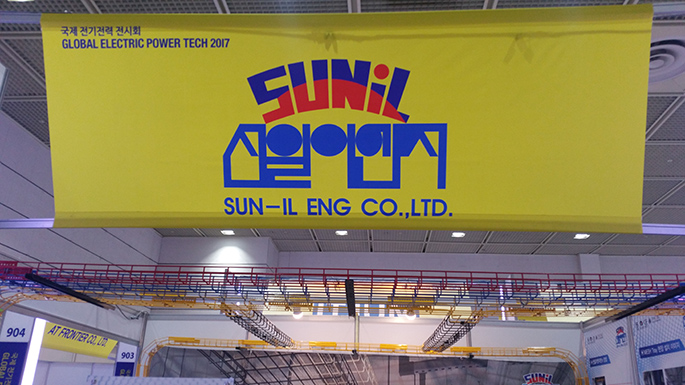 국제 전기전력 전시회
GLOBAL ELECTRIC POWER TECH 2017
SUNiL
선일이엔지
SUN-IL ENG CO.,LTD.
904
AT FRONTIER CO., LTD.
903
SUNiL